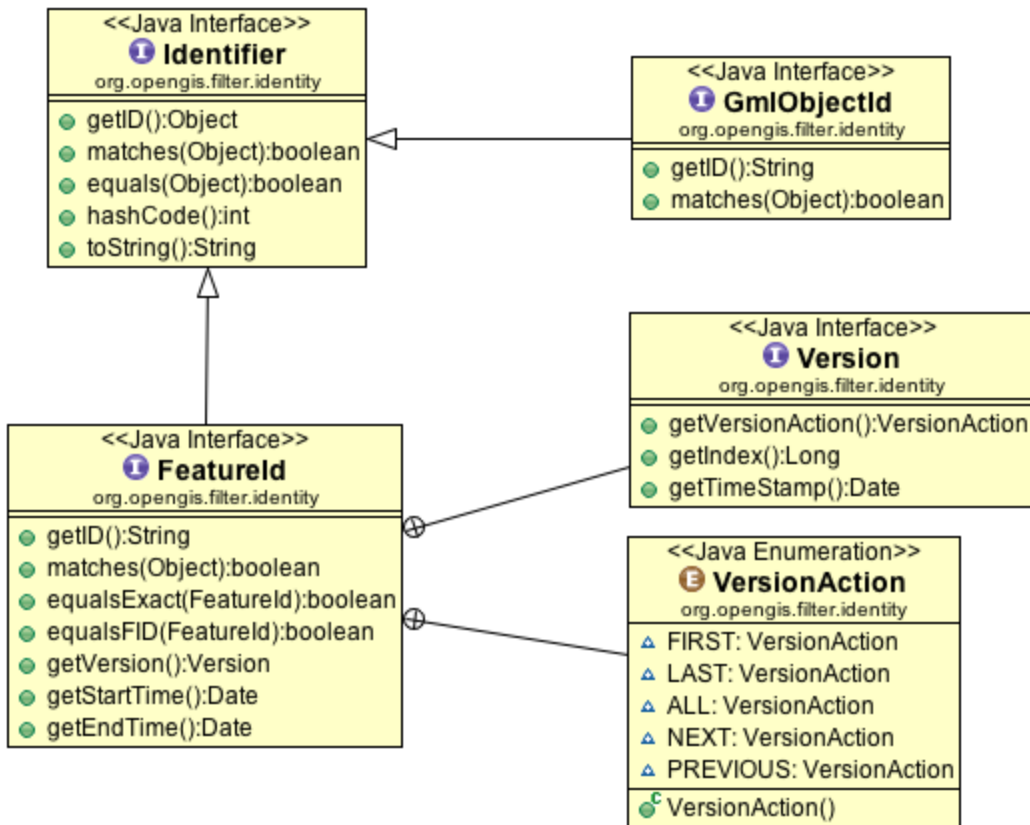 <<Java Interface>>
I Identifier
org.opengis.filter.identity
getID():Object
matches(Object):boolean
equals(Object):boolean
hashCode():int
toString():String
<<Java Interface>>
I GmlObjectId
org.opengis.filter.identity
getID():String
matches(Object):boolean
<<Java Interface>>
I Version
org.opengis.filter.identity
getVersionAction():VersionAction
getIndex():Long
getTimeStamp():Date
<<Java Interface>>
I FeatureId
org.opengis.filter.identity
getID():String
matches(Object):boolean
equalsExact(FeatureId):boolean
equalsFID(FeatureId):boolean
getVersion():Version
getStartTime():Date
getEndTime():Date
<<Java Enumeration>>
E VersionAction
org.opengis.filter.identity
FIRST: VersionAction
LAST: VersionAction
ALL: VersionAction
NEXT: VersionAction
PREVIOUS: VersionAction
C VersionAction()